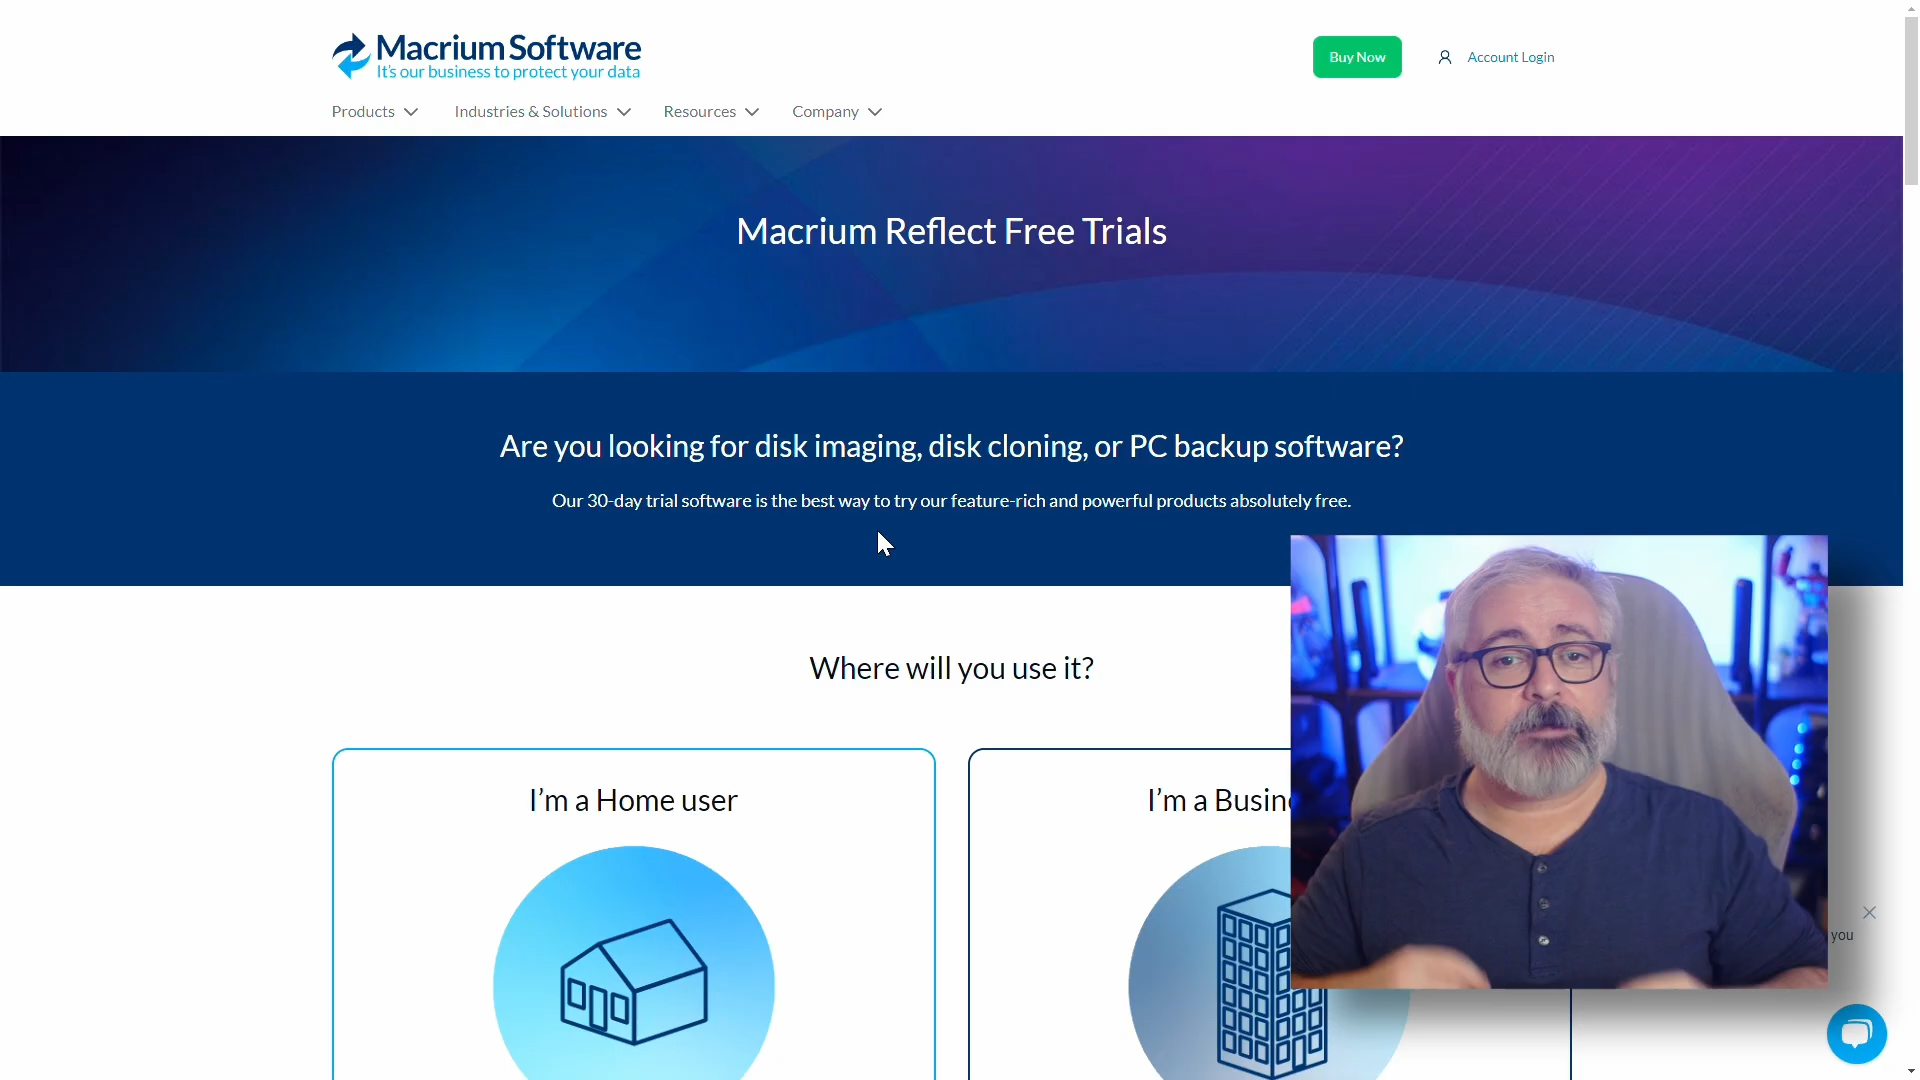 Macrium Software
It's our business to protect your data
Buy Now
Account Login
Products
Industries & Solutions
Resources
Company
Macrium Reflect Free Trials
Are you looking for disk imaging, disk cloning, or PC backup software?
Our 30-day trial software is the best way to try our feature-rich and powerful products absolutely free.
Where will you use it?
I'm a Home user
I'm a Busin
you